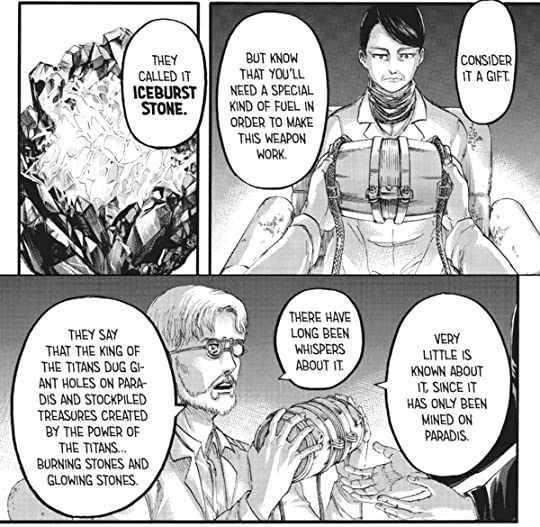 CONSIDER
IT A GIFT.
BUT KNOW
THAT YOU'LL
NEED A SPECIAL
KIND OF FUEL IN
ORDER TO MAKE
THIS WEAPON
WORK.
THEY
CALLED IT
ICEBURST
STONE.
VERY
LITTLE IS
KNOWN ABOUT
IT, SINCE IT
HAS ONLY BEEN
MINED ON
PARADIS.
THERE HAVE
LONG BEEN
WHISPERS
ABOUT IT.
THEY SAY
THAT THE KING OF
THE TITANS DUG GI-
ANT HOLES ON PARA-
DIS AND STOCKPILED
TREASURES CREATED
BY THE POWER OF
THE TITANS...
BURNING STONES AND
GLOWING STONES.